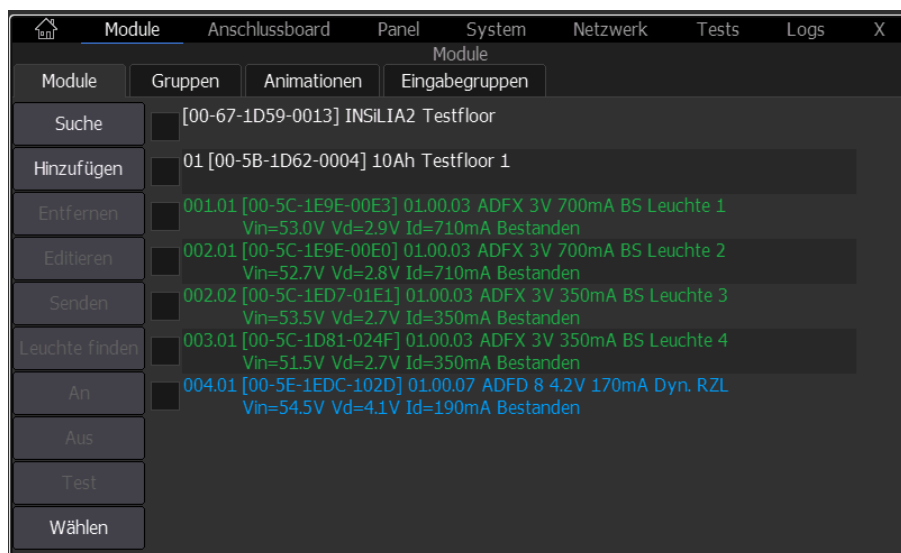 Module Anschlussboard Panel System Netzwerk Tests Logs X
Module
Module Gruppen Animationen Eingabegruppen
Suche
[00-67-1D59-0013] INSiLIA2 Testfloor
Hinzufügen
01 [00-5B-1D62-0004] 10Ah Testfloor 1
Entfernen
001.01 [00-5C-1E9E-00E3] 01.00.03 ADFX 3V 700mA BS Leuchte 1
Vin=53.0V Vd=2.9V Id=710mA Bestanden
Editieren
002.01 [00-5C-1E9E-00E0] 01.00.03 ADFX 3V 700mA BS Leuchte 2
Vin=52.7V Vd=2.8V Id=710mA Bestanden
Senden
002.02 [00-5C-1ED7-01E1] 01.00.03 ADFX 3V 350mA BS Leuchte 3
Vin=53.5V Vd=2.7V Id=350mA Bestanden
Leuchte finden
003.01 [00-5C-1D81-024F] 01.00.03 ADFX 3V 350mA BS Leuchte 4
Vin=51.5V Vd=2.7V Id=350mA Bestanden
An
004.01 [00-5E-1EDC-102D] 01.00.07 ADFD 8 4.2V 170mA Dyn. RZL
Vin=54.5V Vd=4.1V Id=190mA Bestanden
Aus
Test
Wählen